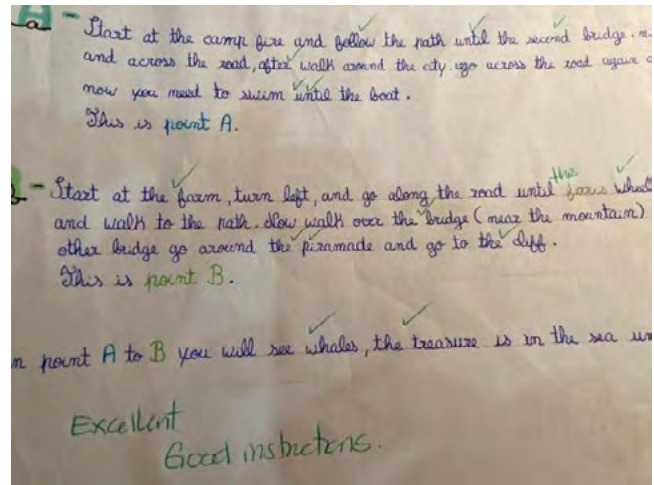 A - Start at the camp fire and follow the path until the second bridge.
and across the road, after walk around the city. go across the road again
now you need to swim until the boat.
This is point A.
- Start at the farm, turn left, and go along the road until the wheel
and walk to the path. Now walk over the bridge (near the mountain)
other bridge go around the piramade and go to the cliff.
This is point B.
point A to B you will see whales, the treasure is in the sea
Excellent
Good instructions.